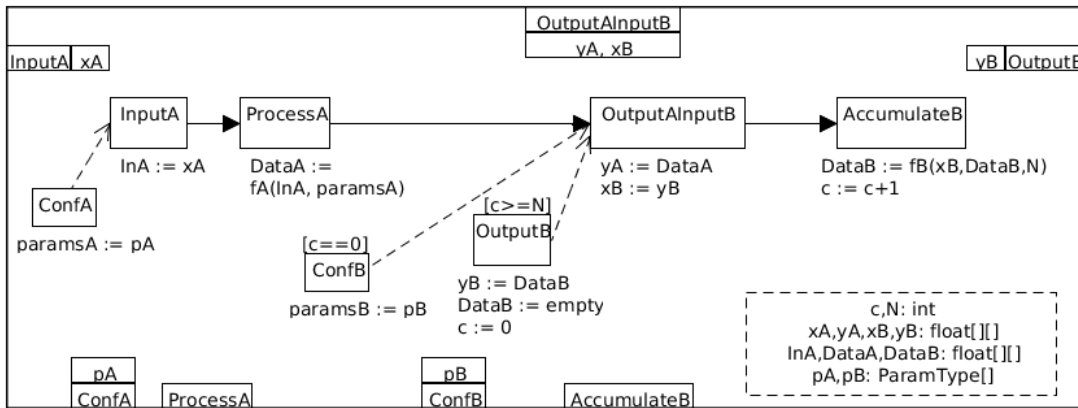 OutputAInputB
yA, xB
InputA xA
yB OutputB
InputA
ProcessA
OutputAInputB
AccumulateB
InA := xA
DataA :=
fA(InA, paramsA)
yA := DataA
xB := yB
DataB := fB(xB,DataB,N)
c := c+1
ConfA
paramsA := pA
[c>=N]
OutputB
[c==0]
ConfB
paramsB := pB
yB := DataB
DataB := empty
c := 0
c,N: int
xA,yA,xB,yB: float[][]
InA,DataA,DataB: float[][]
pA,pB: ParamType[]
pA
ConfA
ProcessA
pB
ConfB
AccumulateB